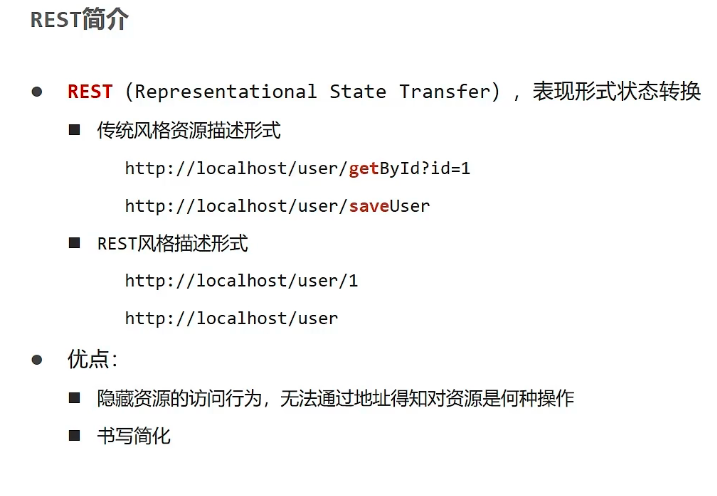 REST简介
● REST（Representational State Transfer），表现形式状态转换
■ 传统风格资源描述形式
http://localhost/user/getById?id=1
http://localhost/user/saveUser
■ REST风格描述形式
http://localhost/user/1
http://localhost/user
● 优点：
■ 隐藏资源的访问行为，无法通过地址得知对资源是何种操作
■ 书写简化